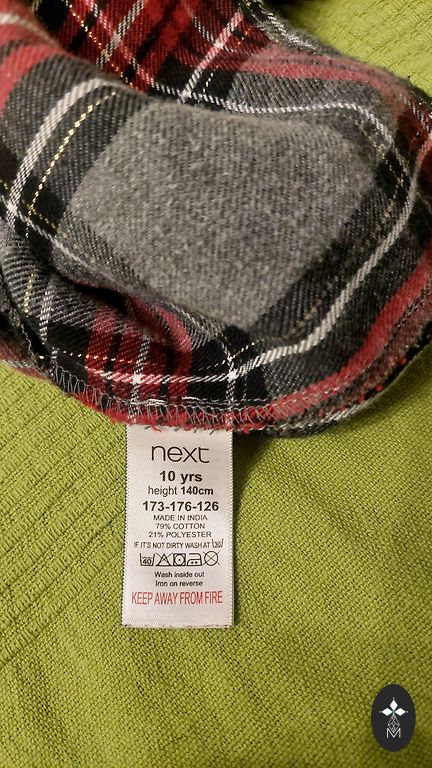 next
10 yrs
height 140cm
173-176-126
MADE IN INDIA
79% COTTON
21% POLYESTER
IF IT'S NOT DIRTY WASH AT 30
40
Wash inside out
Iron on reverse
KEEP AWAY FROM FIRE
M